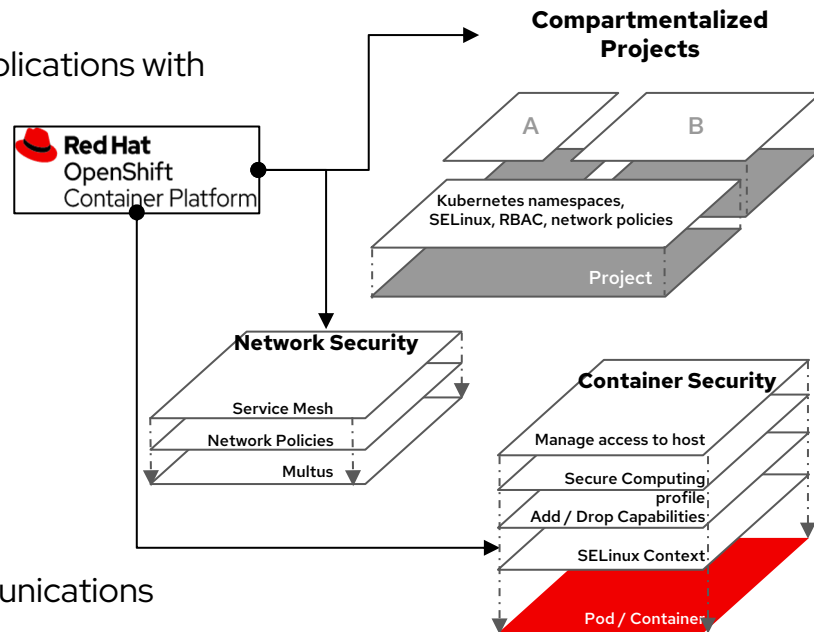 Compartmentalized
Projects
plications with
A
B
Red Hat
OpenShift
Container Platform
Kubernetes namespaces,
SELinux, RBAC, network policies
Project
Network Security
Service Mesh
Network Policies
Multus
Container Security
Manage access to host
Secure Computing
profile
Add / Drop Capabilities
SELinux Context
Pod / Container
unications